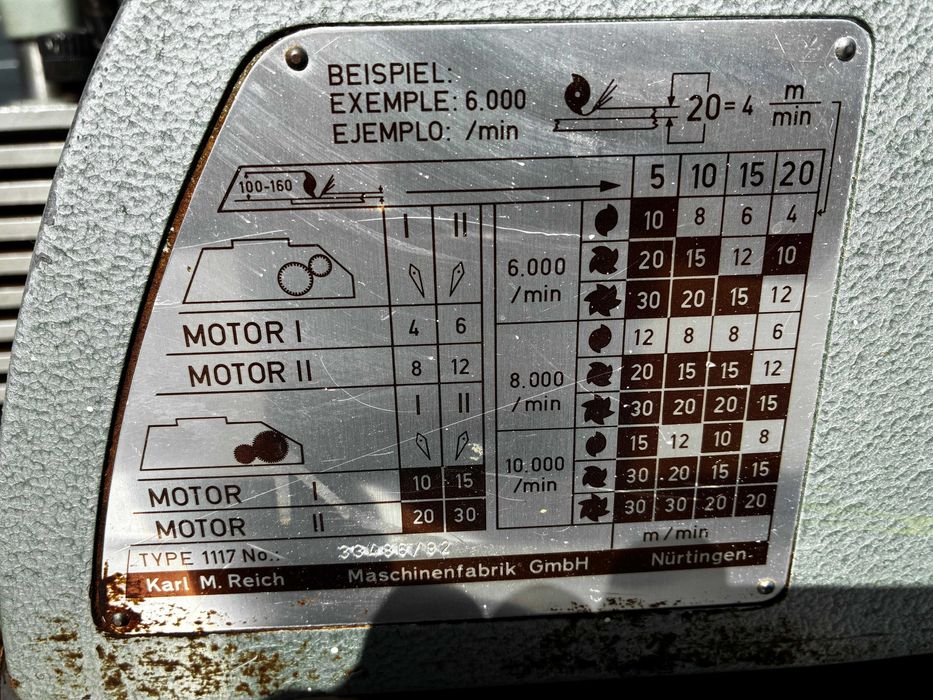 BEISPIEL:
EXEMPLE: 6.000
EJEMPLO: /min
20 = 4 m/min
100-160 5 10 15 20
I II
6.000 /min
10 8 6 4
20 15 12 10
30 20 15 12
MOTOR I 4 6
MOTOR II 8 12
8.000 /min
12 8 8 6
20 15 15 12
30 20 20 15
I II
10.000 /min
15 12 10 8
30 20 15 15
30 30 20 20
MOTOR I 10 15
MOTOR II 20 30
m/min
TYPE 1117 No.:
Karl M. Reich Maschinenfabrik GmbH Nürtingen